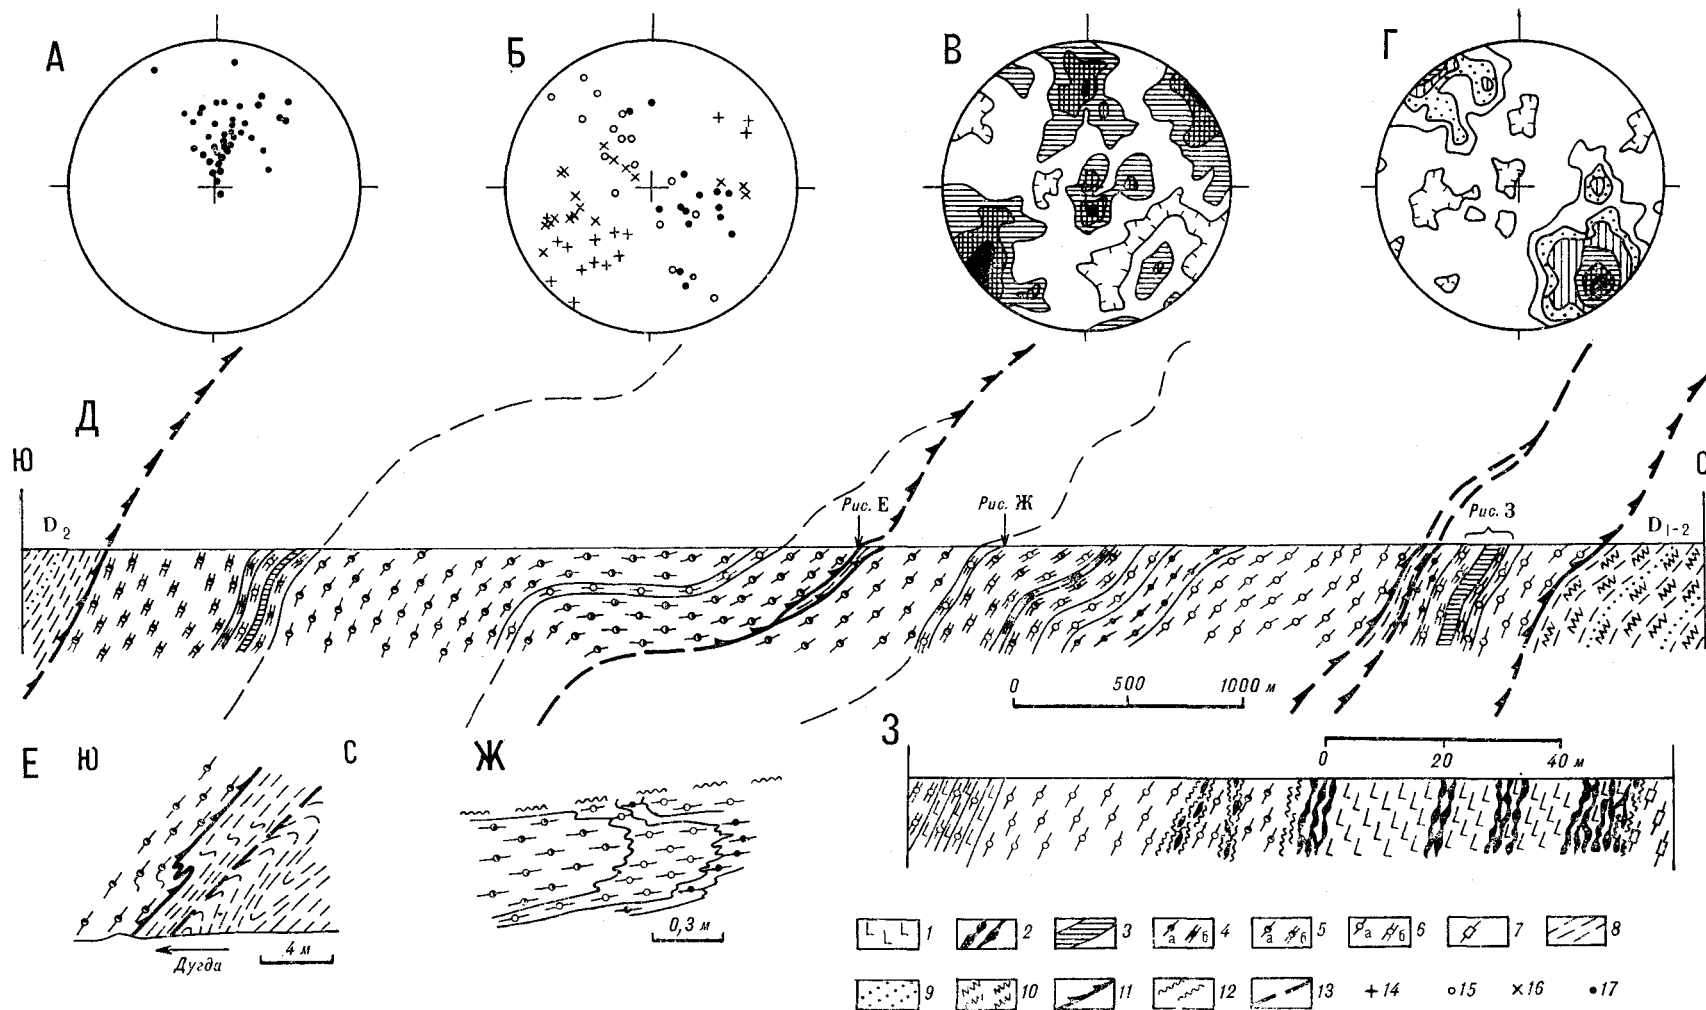 А
Б
В
Г
Д
Ю
С
D₂
Рис. Е
Рис. Ж
Рис. З
D₁₋₂
0 500 1000 м
Е Ю С
Ж
З
0 20 40 м
Дугда
4 м
0,3 м
1 2 3 а б 4 а б 5 а б 6 7 8
9 10 11 12 13 14 15 16 17